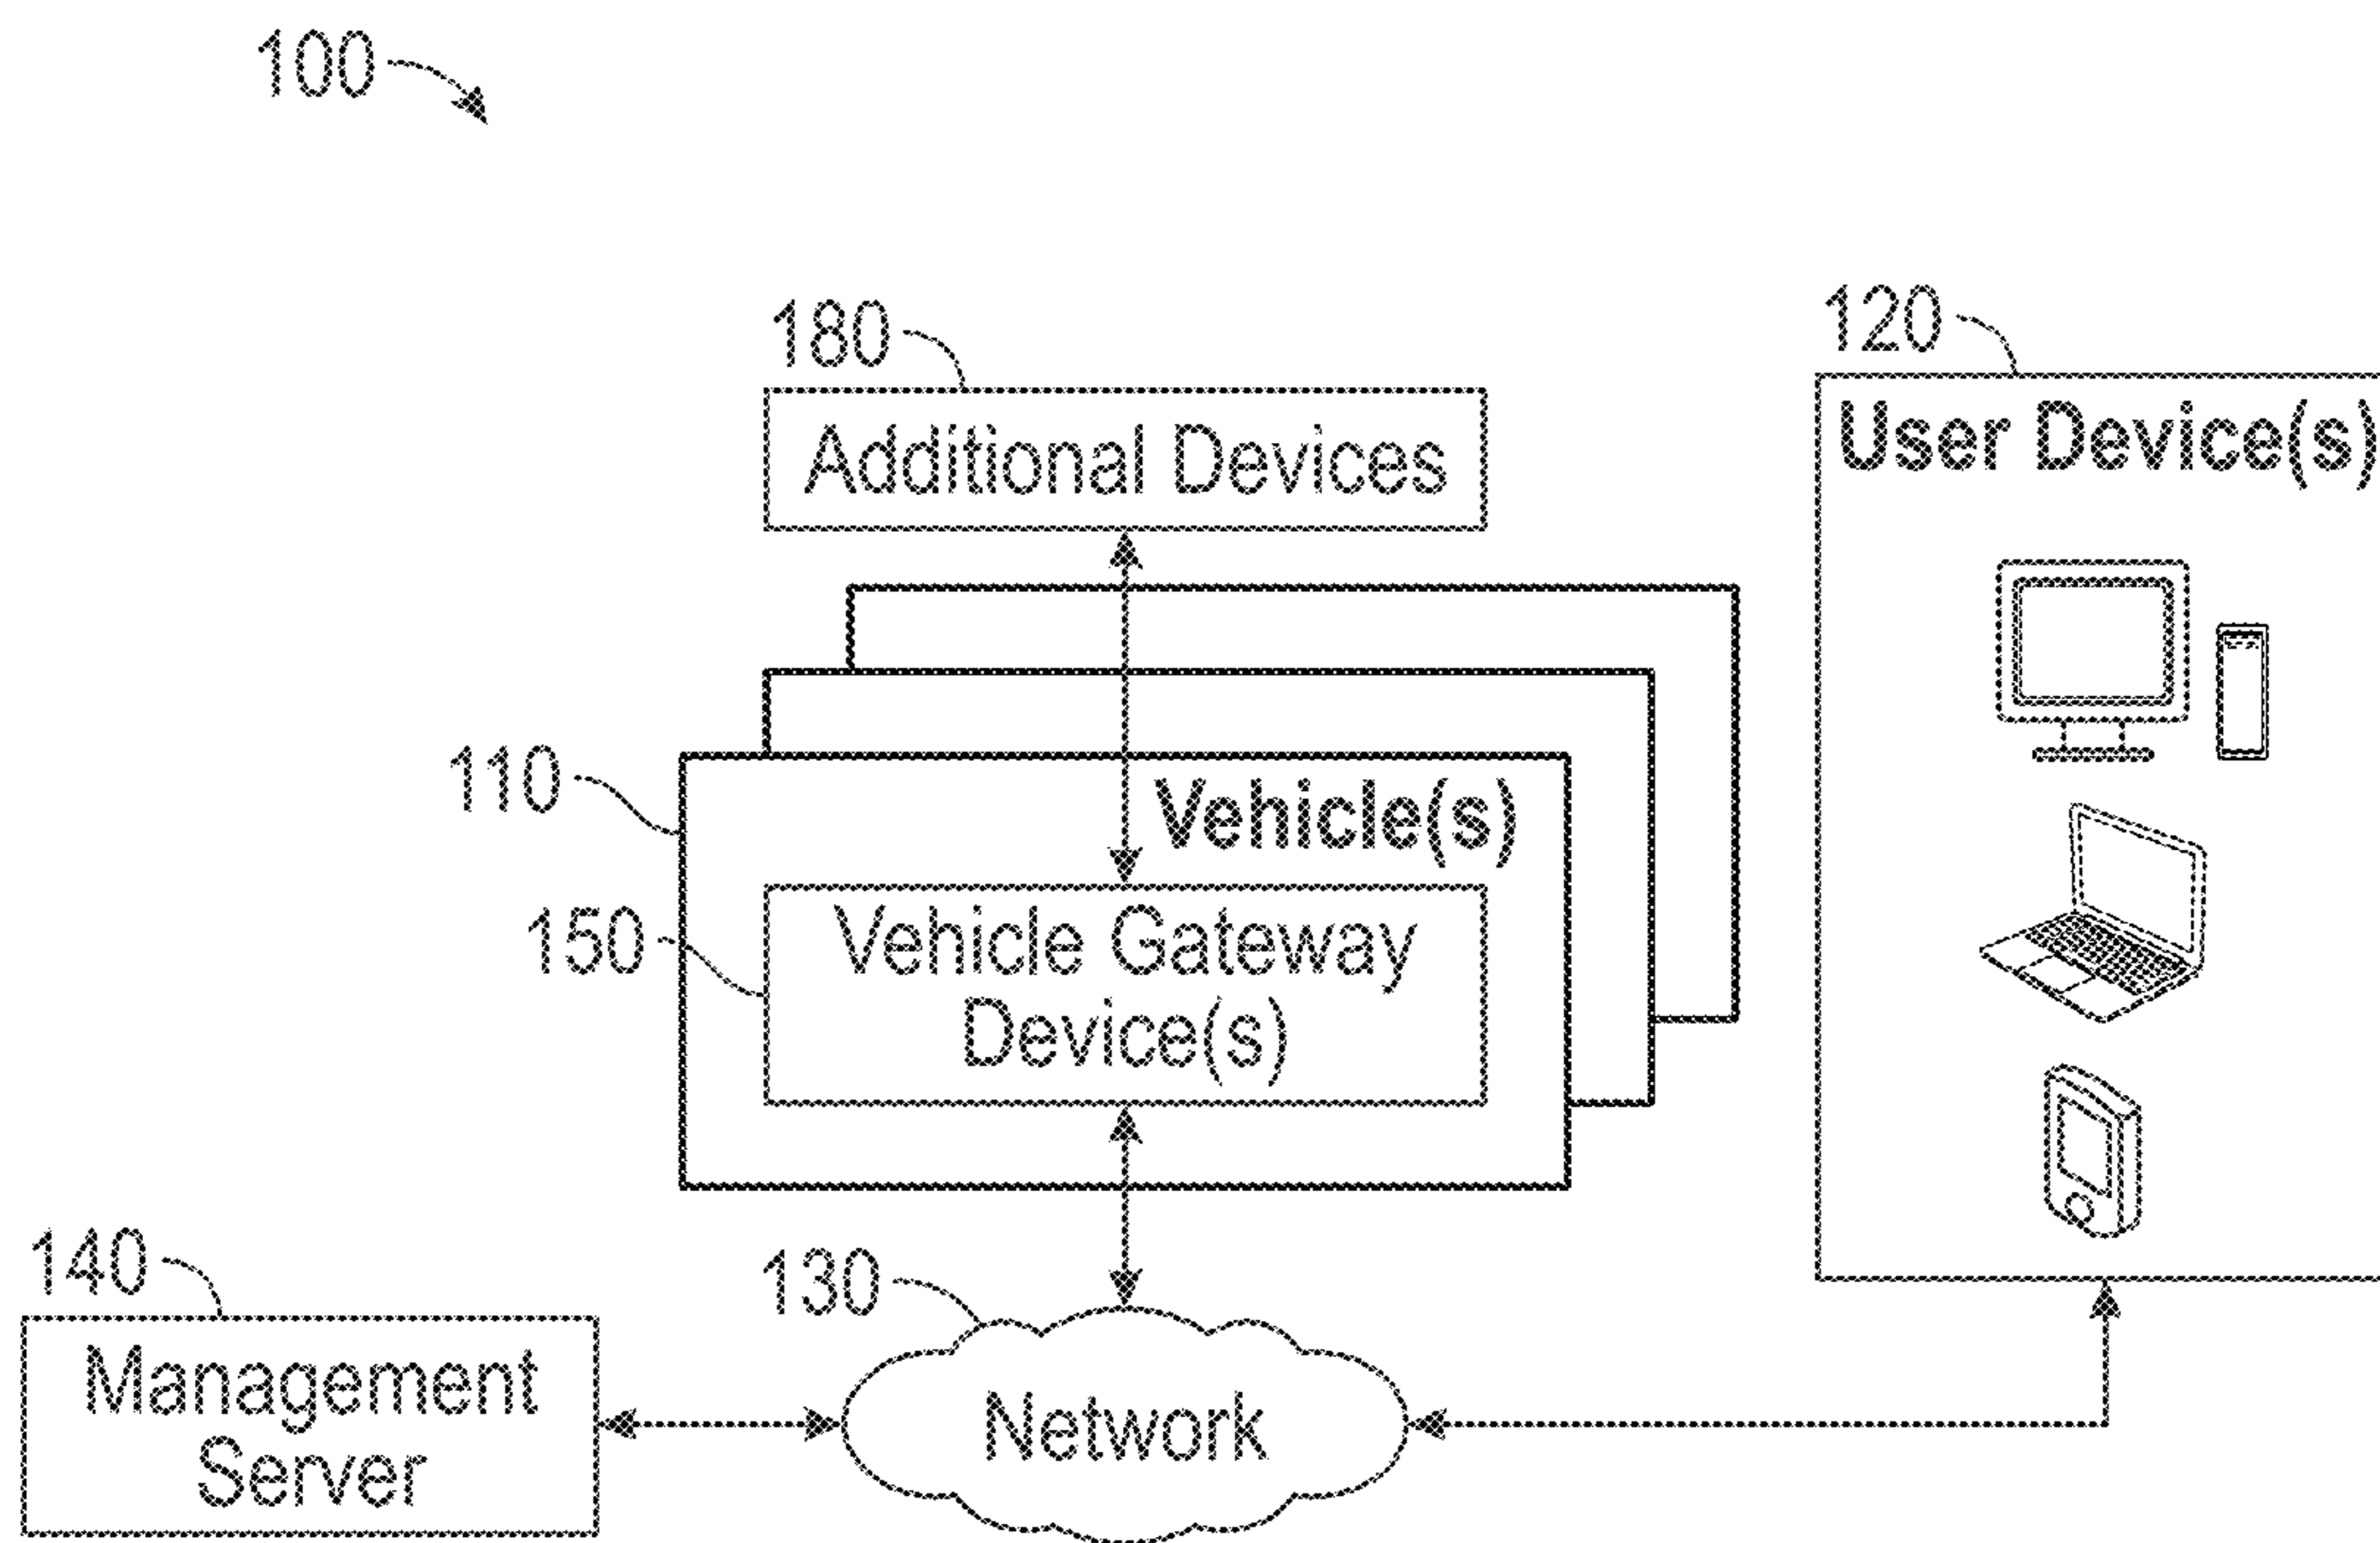 100
180
Additional Devices
120
User Device(s)
110
Vehicle(s)
150
Vehicle Gateway
Device(s)
140
Management
Server
130
Network